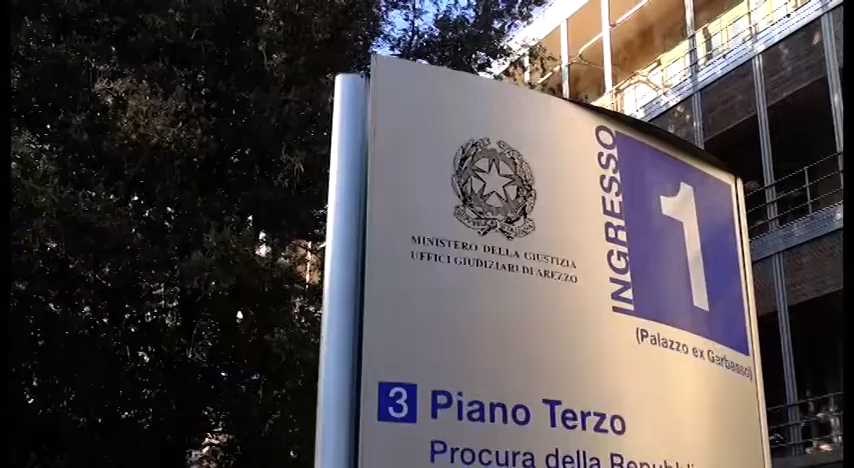 MINISTERO DELLA GIUSTIZIA
UFFICI GIUDIZIARI DI AREZZO
INGRESSO
1
(Palazzo ex Garbasso)
3 Piano Terzo
Procura della Repubbli